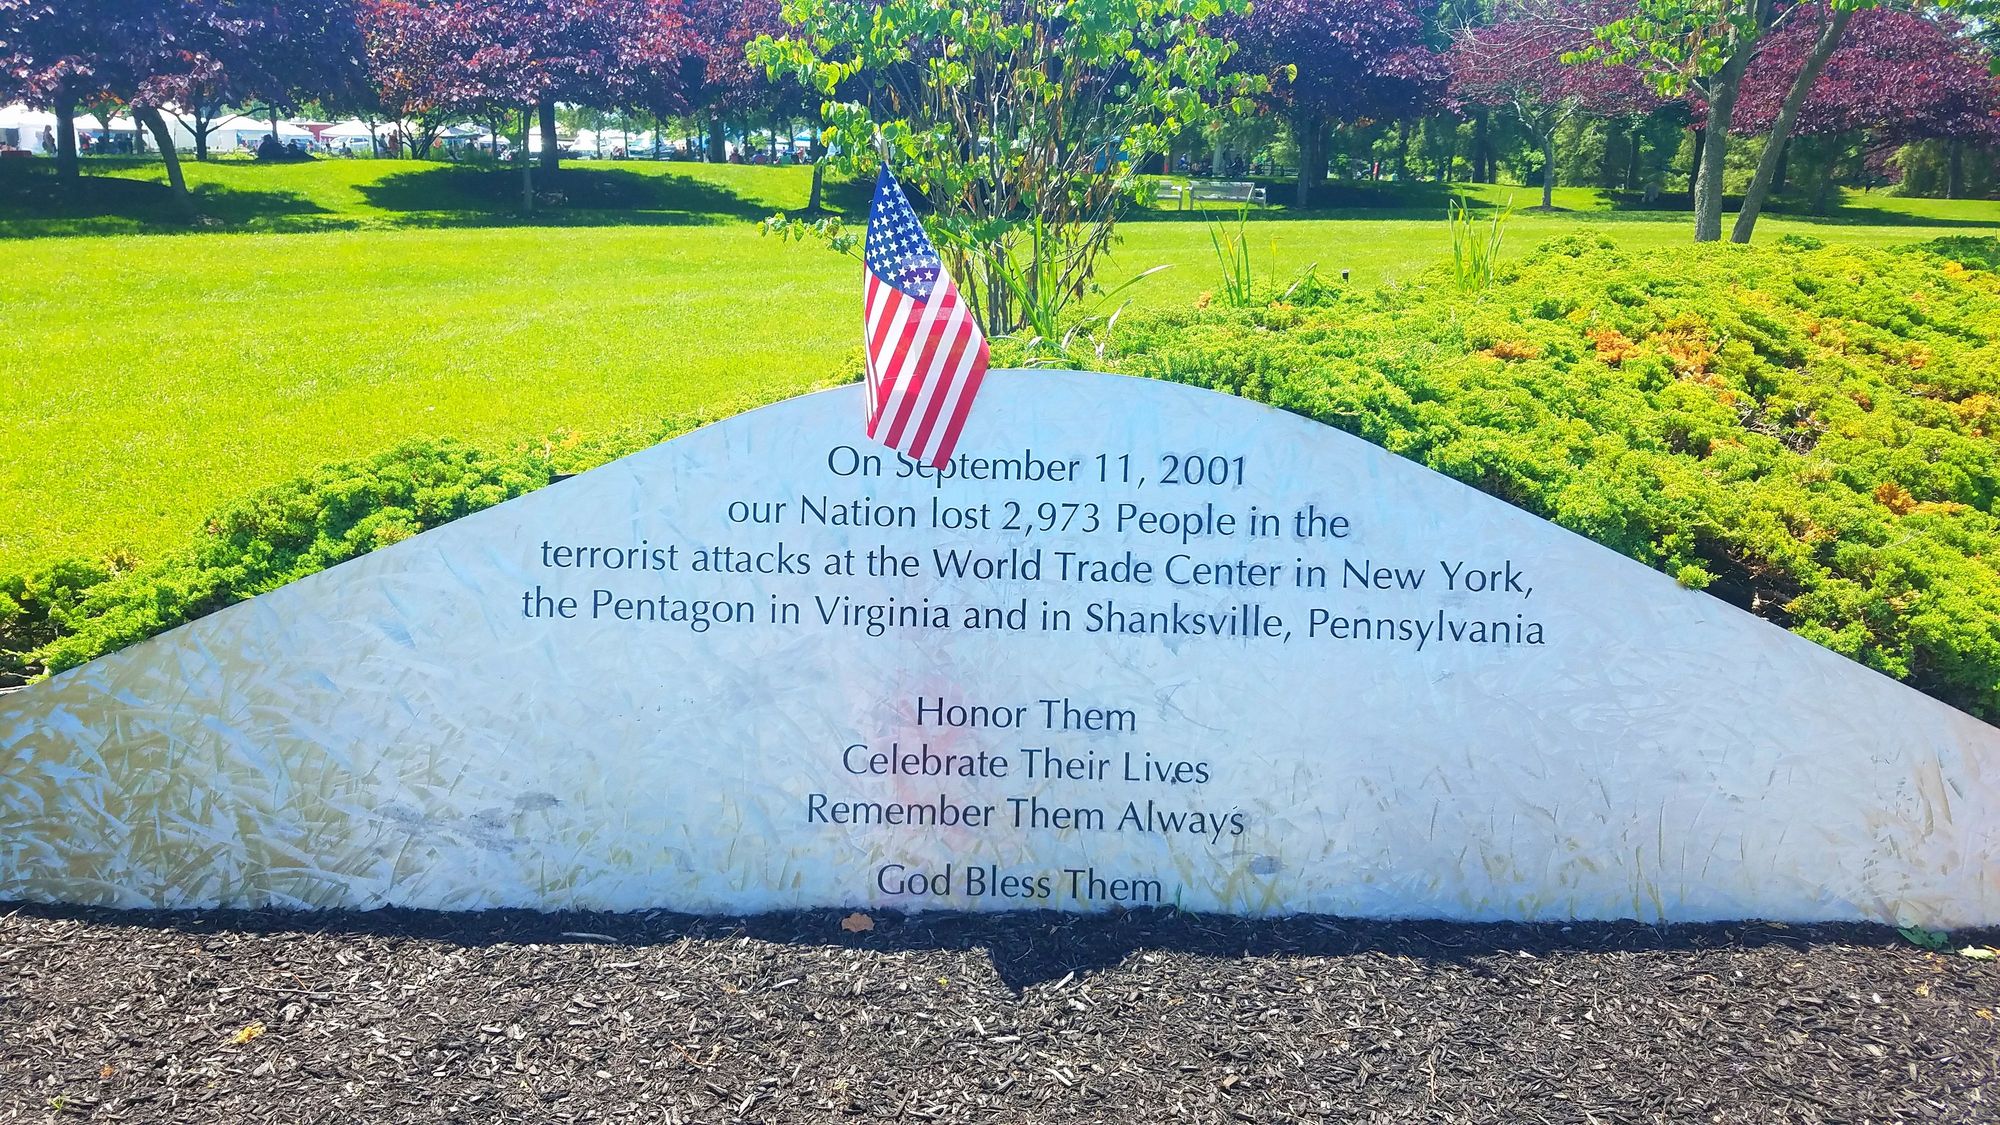 On September 11, 2001
our Nation lost 2,973 People in the
terrorist attacks at the World Trade Center in New York,
the Pentagon in Virginia and in Shanksville, Pennsylvania
Honor Them
Celebrate Their Lives
Remember Them Always
God Bless Them